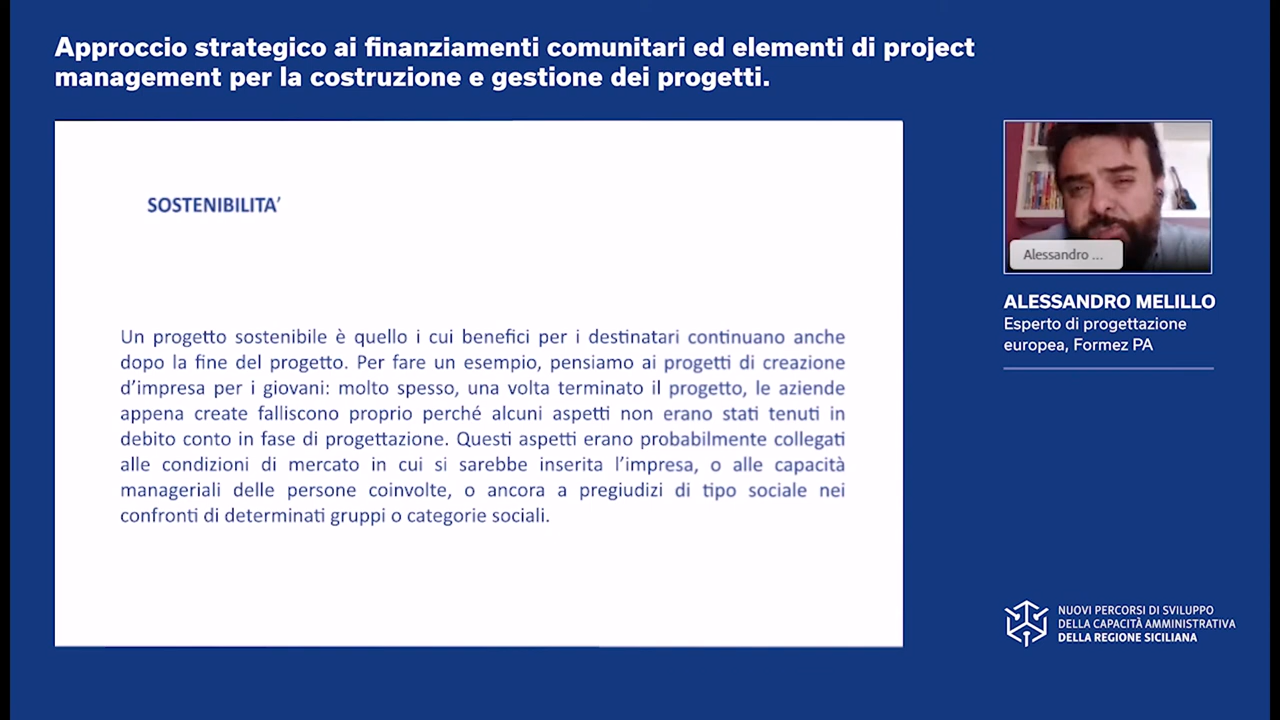 Approccio strategico ai finanziamenti comunitari ed elementi di project
management per la costruzione e gestione dei progetti.
SOSTENIBILITA’
Un progetto sostenibile è quello i cui benefici per i destinatari continuano anche
dopo la fine del progetto. Per fare un esempio, pensiamo ai progetti di creazione
d’impresa per i giovani: molto spesso, una volta terminato il progetto, le aziende
appena create falliscono proprio perché alcuni aspetti non erano stati tenuti in
debito conto in fase di progettazione. Questi aspetti erano probabilmente collegati
alle condizioni di mercato in cui si sarebbe inserita l’impresa, o alle capacità
manageriali delle persone coinvolte, o ancora a pregiudizi di tipo sociale nei
confronti di determinati gruppi o categorie sociali.
Alessandro ...
ALESSANDRO MELILLO
Esperto di progettazione
europea, Formez PA
NUOVI PERCORSI DI SVILUPPO
DELLA CAPACITÀ AMMINISTRATIVA
DELLA REGIONE SICILIANA